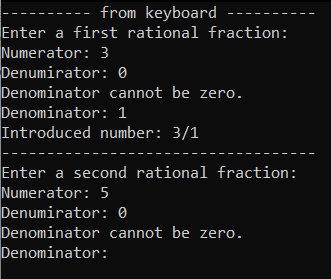 ---------- from keyboard ----------
Enter a first rational fraction:
Numerator: 3
Denumirator: 0
Denominator cannot be zero.
Denominator: 1
Introduced number: 3/1
-----------------------------------
Enter a second rational fraction:
Numerator: 5
Denumirator: 0
Denominator cannot be zero.
Denominator: